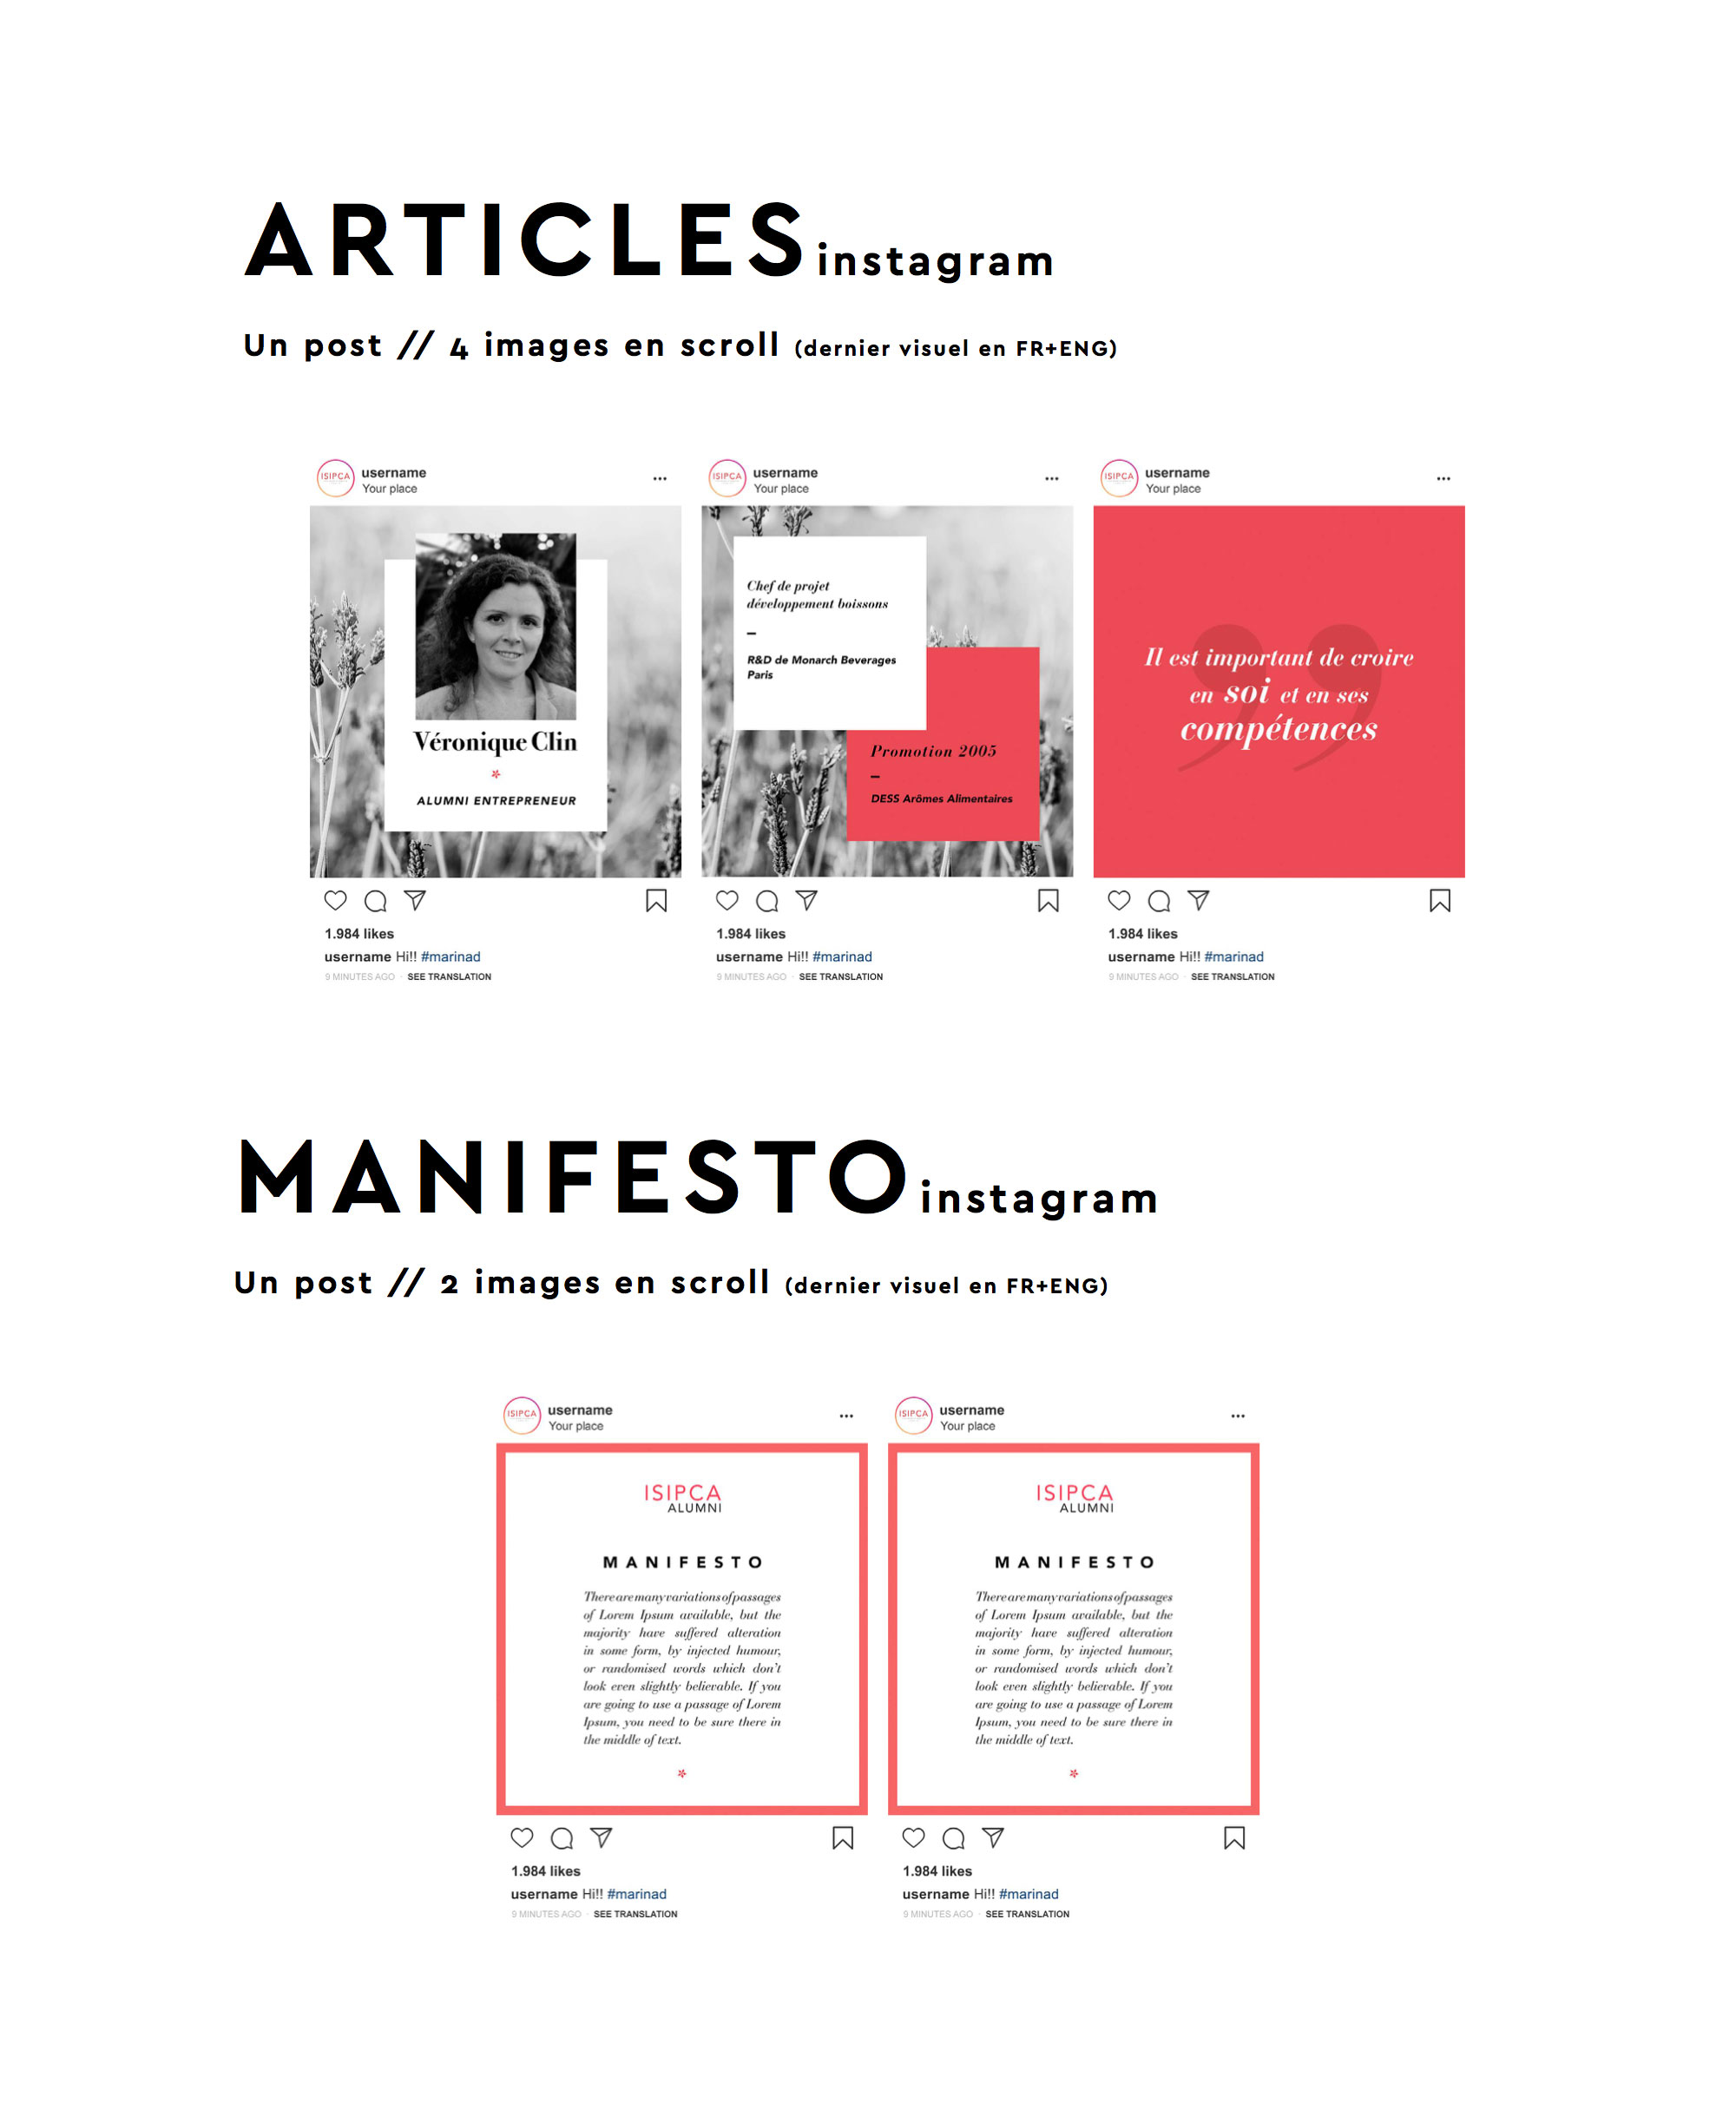 ARTICLES instagram
Un post // 4 images en scroll (dernier visuel en FR+ENG)
ISIPCA
username
Your place
Véronique Clin
ALUMNI ENTREPRENEUR
1.984 likes
username Hi!! #marinad
9 MINUTES AGO · SEE TRANSLATION
ISIPCA
username
Your place
Chef de projet
développement boissons
–
R&D de Monarch Beverages
Paris
Promotion 2005
–
DESS Arômes Alimentaires
1.984 likes
username Hi!! #marinad
9 MINUTES AGO · SEE TRANSLATION
ISIPCA
username
Your place
Il est important de croire
en soi et en ses
compétences
1.984 likes
username Hi!! #marinad
9 MINUTES AGO · SEE TRANSLATION
MANIFESTO instagram
Un post // 2 images en scroll (dernier visuel en FR+ENG)
ISIPCA
username
Your place
ISIPCA
ALUMNI
MANIFESTO
There are many variations of passages
of Lorem Ipsum available, but the
majority have suffered alteration
in some form, by injected humour,
or randomised words which don't
look even slightly believable. If you
are going to use a passage of Lorem
Ipsum, you need to be sure there in
the middle of text.
1.984 likes
username Hi!! #marinad
9 MINUTES AGO · SEE TRANSLATION
ISIPCA
username
Your place
ISIPCA
ALUMNI
MANIFESTO
There are many variations of passages
of Lorem Ipsum available, but the
majority have suffered alteration
in some form, by injected humour,
or randomised words which don't
look even slightly believable. If you
are going to use a passage of Lorem
Ipsum, you need to be sure there in
the middle of text.
1.984 likes
username Hi!! #marinad
9 MINUTES AGO · SEE TRANSLATION